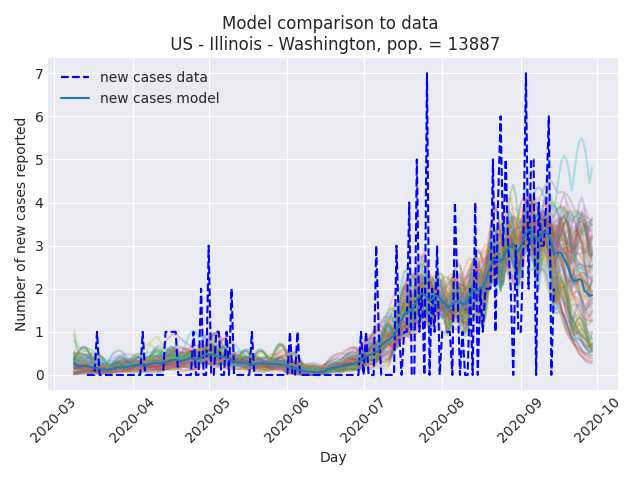 Model comparison to data
US - Illinois - Washington, pop. = 13887
new cases data
new cases model
Number of new cases reported
7
6
5
4
3
2
1
0
2020-03
2020-04
2020-05
2020-06
2020-07
2020-08
2020-09
2020-10
Day